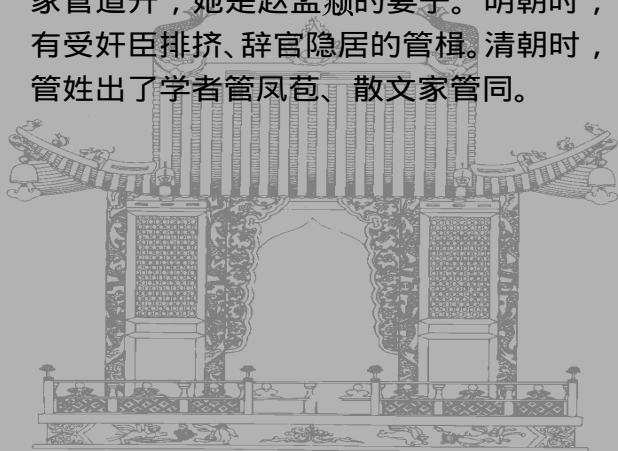 家管道升，她是赵孟𫖯的妻子。明朝时，
有受奸臣排挤、辞官隐居的管楫。清朝时，
管姓出了学者管凤苞、散文家管同。